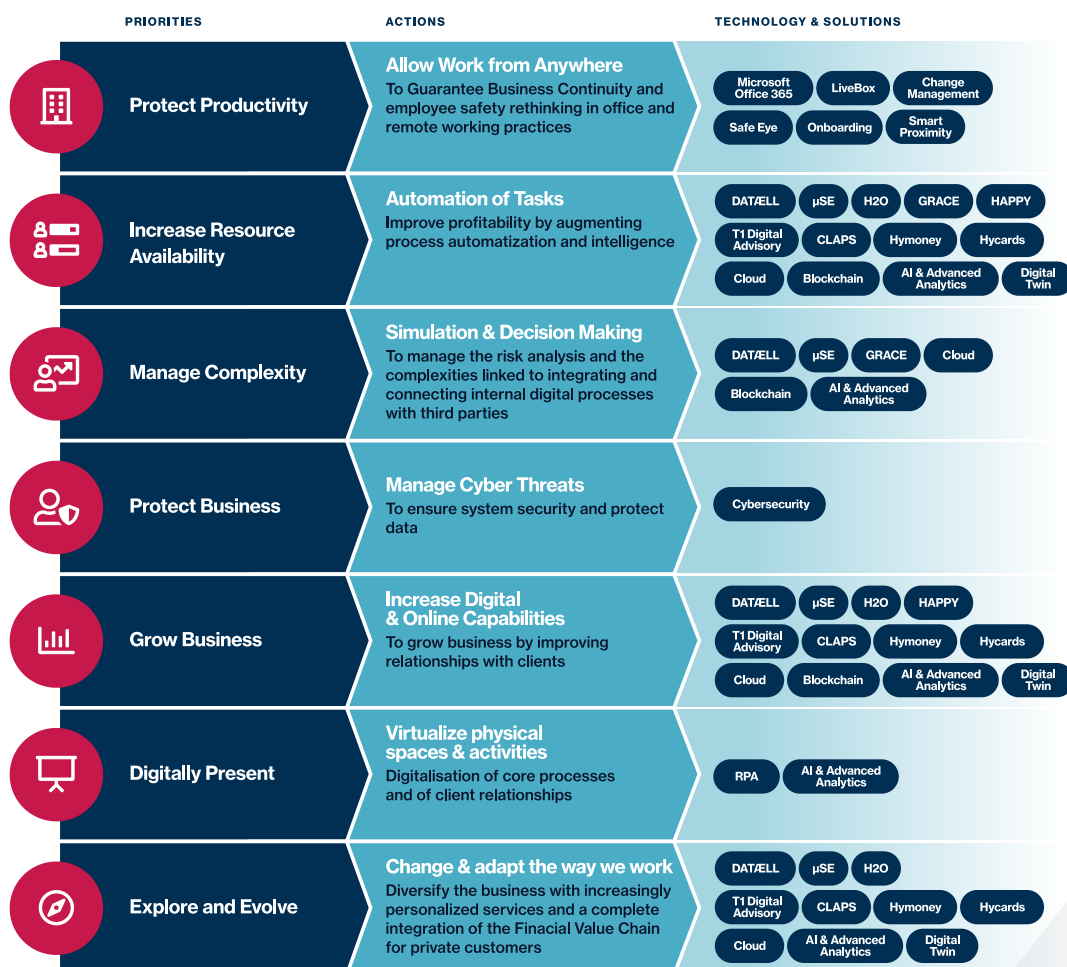 PRIORITIES
ACTIONS
TECHNOLOGY & SOLUTIONS
Protect Productivity
Allow Work from Anywhere
To Guarantee Business Continuity and
employee safety rethinking in office and
remote working practices
Microsoft
Office 365
LiveBox
Change
Management
Safe Eye
Onboarding
Smart
Proximity
Increase Resource
Availability
Automation of Tasks
Improve profitability by augmenting
process automatization and intelligence
DATÆLL
µSE
H2O
GRACE
HAPPY
T1 Digital
Advisory
CLAPS
Hymoney
Hycards
Cloud
Blockchain
AI & Advanced
Analytics
Digital
Twin
Manage Complexity
Simulation & Decision Making
To manage the risk analysis and the
complexities linked to integrating and
connecting internal digital processes
with third parties
DATÆLL
µSE
GRACE
Cloud
Blockchain
AI & Advanced
Analytics
Protect Business
Manage Cyber Threats
To ensure system security and protect
data
Cybersecurity
Grow Business
Increase Digital
& Online Capabilities
To grow business by improving
relationships with clients
DATÆLL
µSE
H2O
HAPPY
T1 Digital
Advisory
CLAPS
Hymoney
Hycards
Cloud
Blockchain
AI & Advanced
Analytics
Digital
Twin
Digitally Present
Virtualize physical
spaces & activities
Digitalisation of core processes
and of client relationships
RPA
AI & Advanced
Analytics
Explore and Evolve
Change & adapt the way we work
Diversify the business with increasingly
personalized services and a complete
integration of the Finacial Value Chain
for private customers
DATÆLL
µSE
H2O
T1 Digital
Advisory
CLAPS
Hymoney
Hycards
Cloud
AI & Advanced
Analytics
Digital
Twin